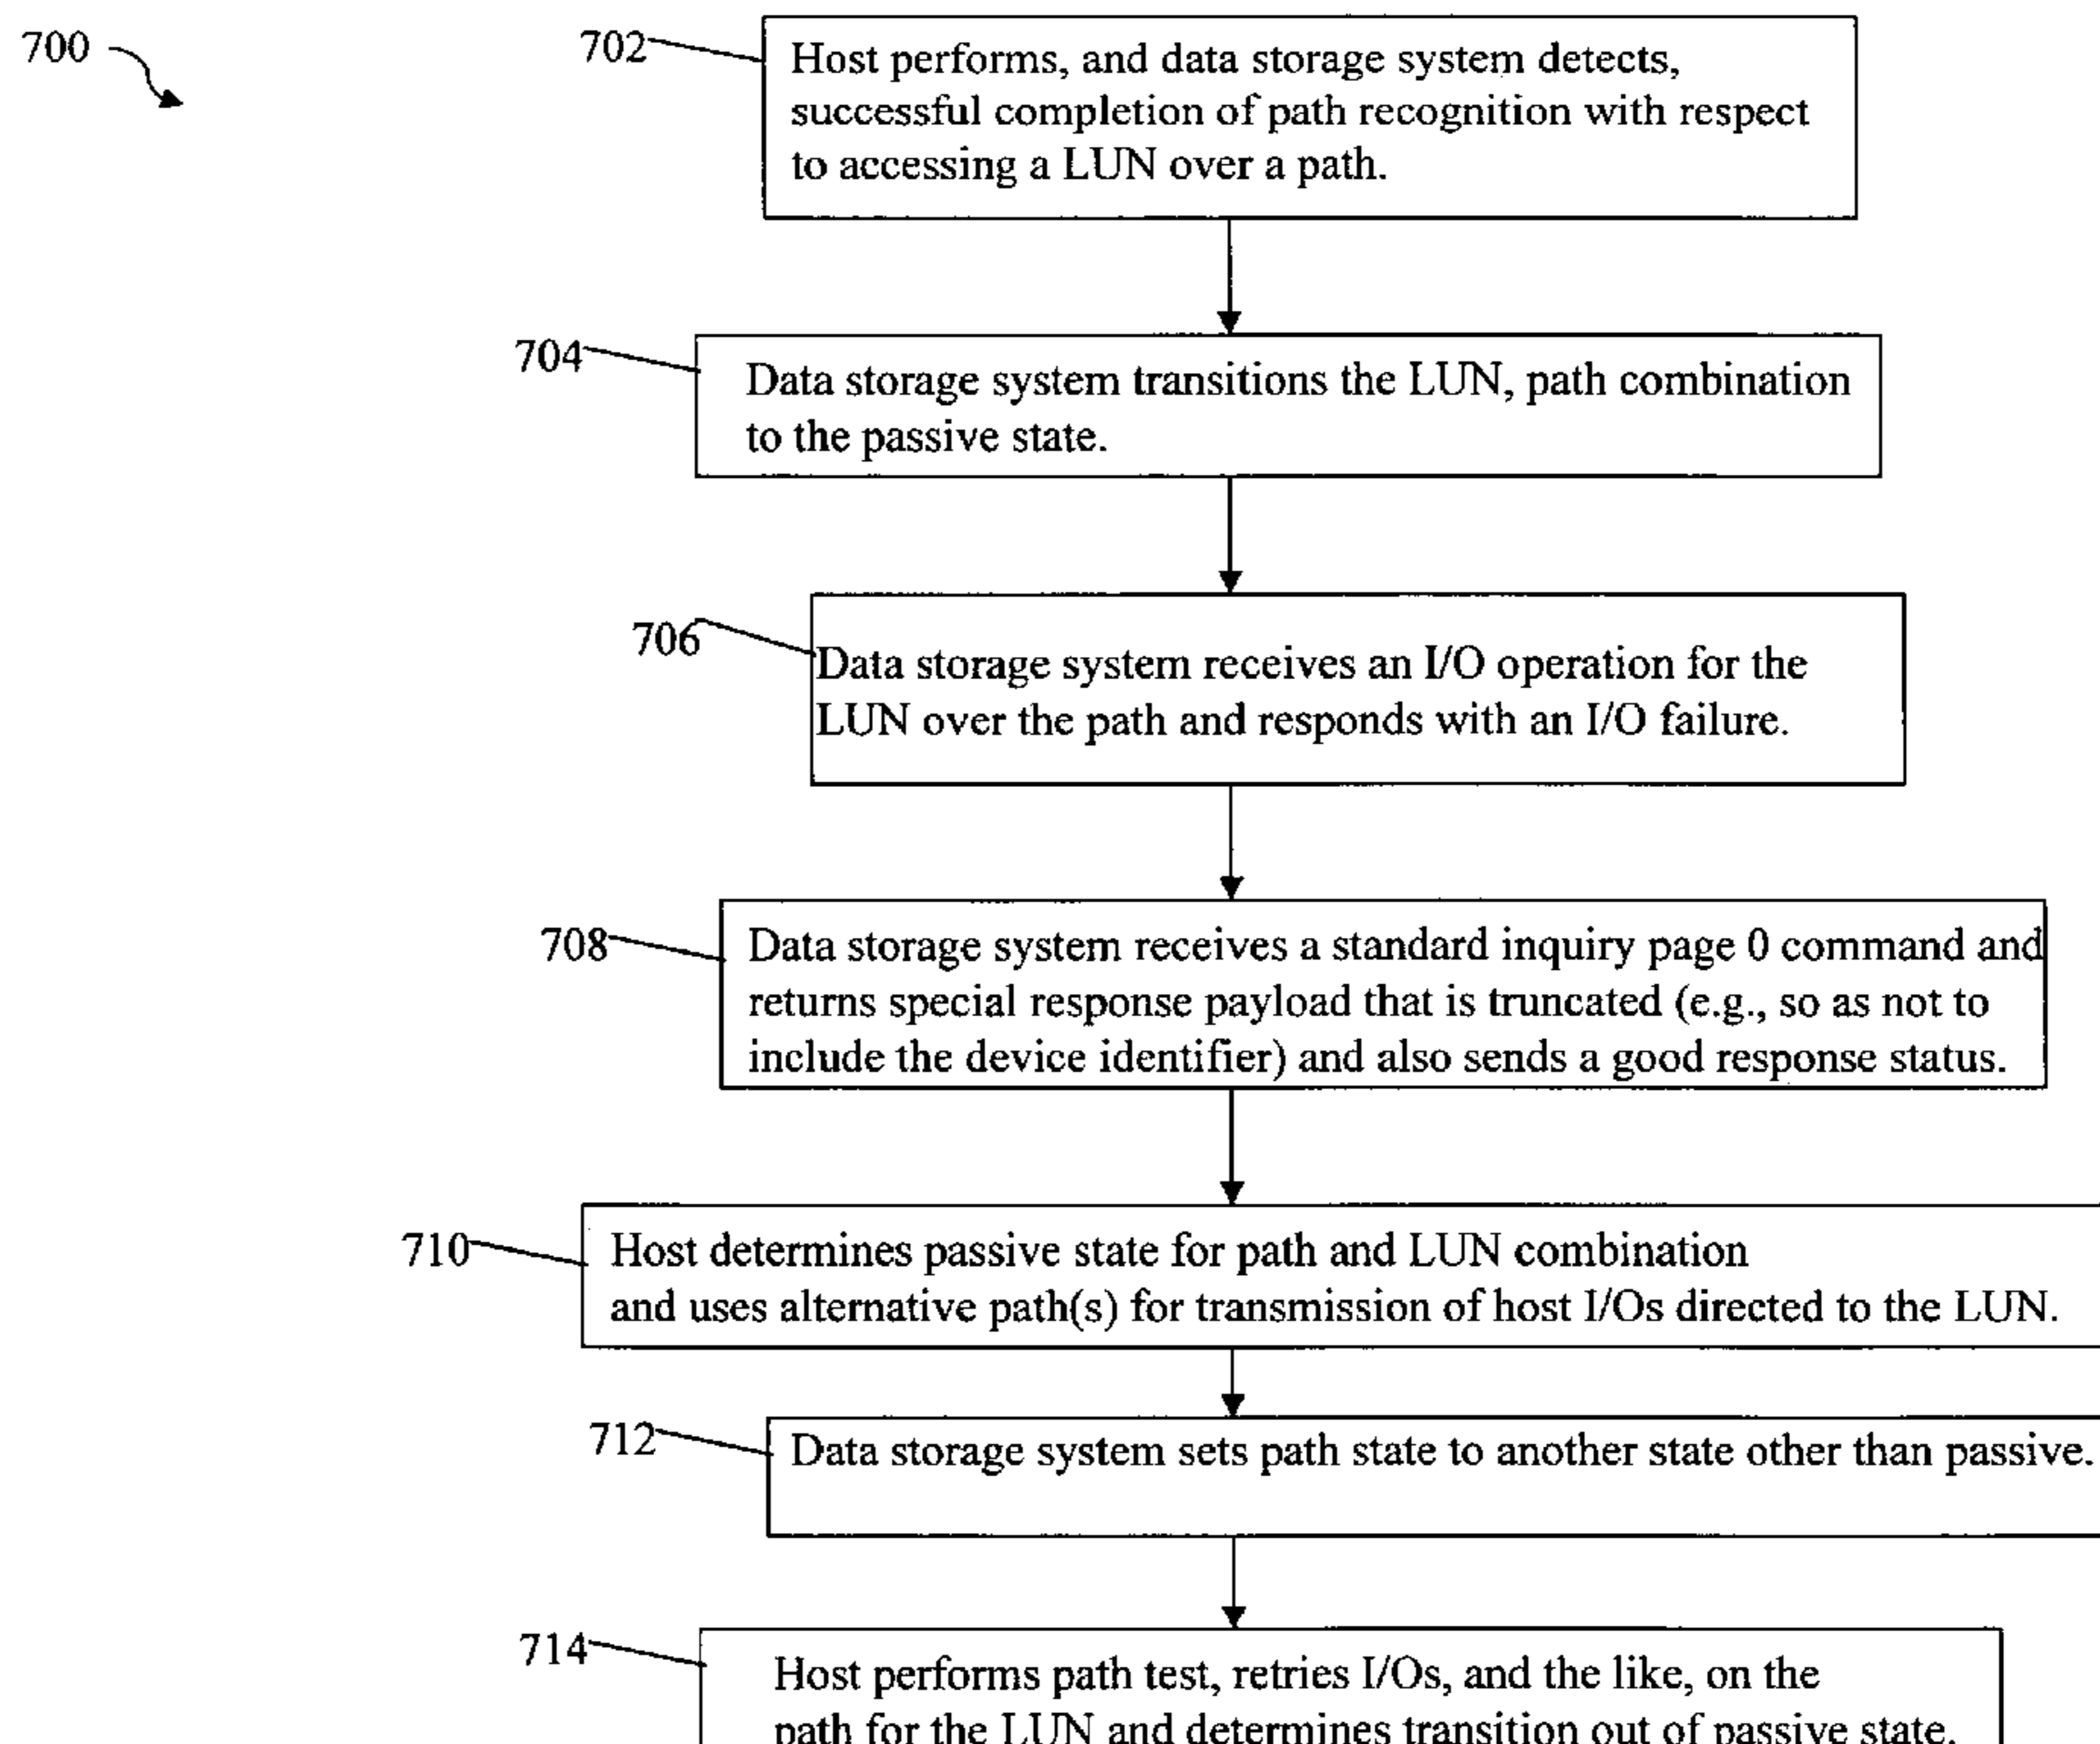 700
702
Host performs, and data storage system detects,
successful completion of path recognition with respect
to accessing a LUN over a path.
704
Data storage system transitions the LUN, path combination
to the passive state.
706
Data storage system receives an I/O operation for the
LUN over the path and responds with an I/O failure.
708
Data storage system receives a standard inquiry page 0 command and
returns special response payload that is truncated (e.g., so as not to
include the device identifier) and also sends a good response status.
710
Host determines passive state for path and LUN combination
and uses alternative path(s) for transmission of host I/Os directed to the LUN.
712
Data storage system sets path state to another state other than passive.
714
Host performs path test, retries I/Os, and the like, on the
path for the LUN and determines transition out of passive state.